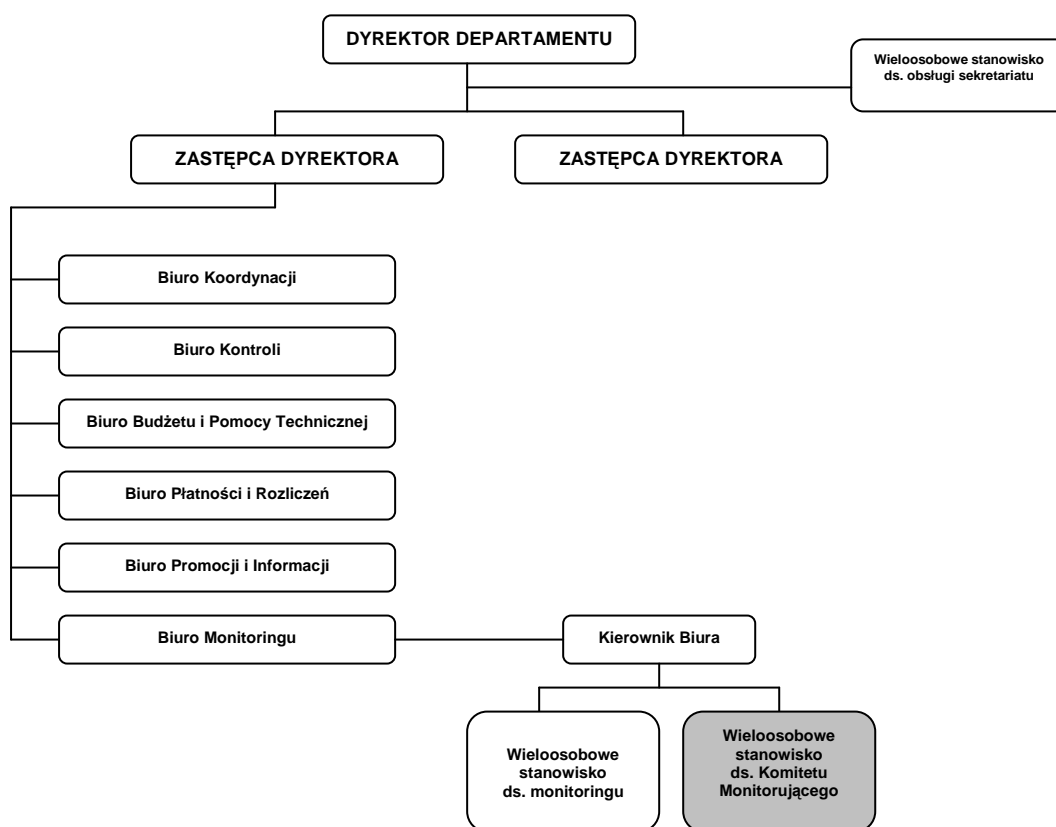 DYREKTOR DEPARTAMENTU
Wieloosobowe stanowisko
ds. obsługi sekretariatu
ZASTĘPCA DYREKTORA
ZASTĘPCA DYREKTORA
Biuro Koordynacji
Biuro Kontroli
Biuro Budżetu i Pomocy Technicznej
Biuro Płatności i Rozliczeń
Biuro Promocji i Informacji
Biuro Monitoringu
Kierownik Biura
Wieloosobowe
stanowisko
ds. monitoringu
Wieloosobowe
stanowisko
ds. Komitetu
Monitorującego